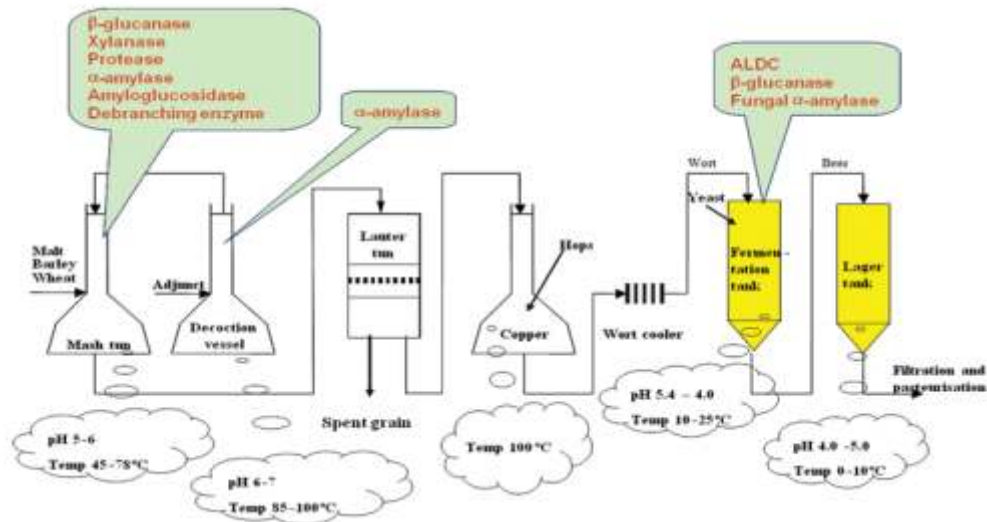 β-glucanase
Xylanase
Protease
α-amylase
Amyloglucosidase
Debranching enzyme
α-amylase
ALDC
β-glucanase
Fungal α-amylase
Wort
Beer
Yeast
Malt
Barley
Wheat
Adjunct
Mash tun
Decoction
vessel
Lauter
tun
Hops
Copper
Wort cooler
Fermen-
tation
tank
Lager
tank
Filtration and
pasteurisation
Spent grain
pH 5-6
Temp 45-78°C
pH 6-7
Temp 85-100°C
Temp 100°C
pH 5.4 - 4.0
Temp 10-25°C
pH 4.0 -5.0
Temp 0-10°C